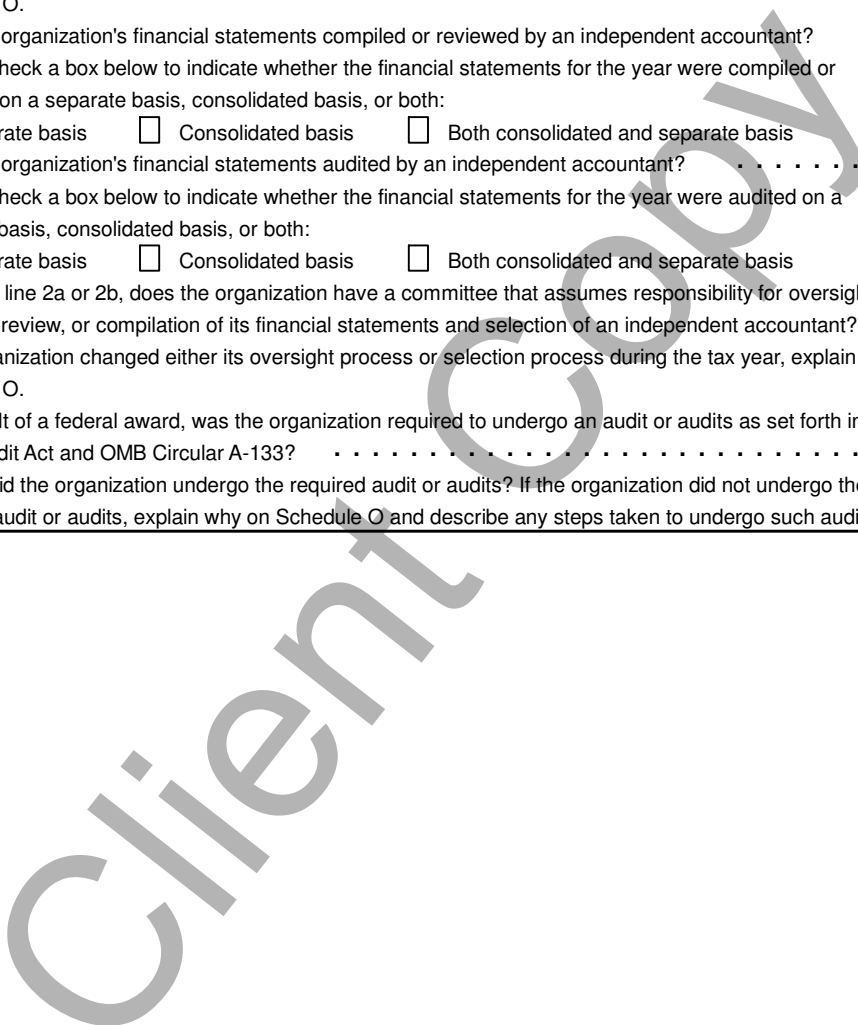 O.
organization's financial statements compiled or reviewed by an independent accountant?
heck a box below to indicate whether the financial statements for the year were compiled or
on a separate basis, consolidated basis, or both:
rate basis ☐ Consolidated basis ☐ Both consolidated and separate basis
organization's financial statements audited by an independent accountant? . . . . . . .
heck a box below to indicate whether the financial statements for the year were audited on a
basis, consolidated basis, or both:
rate basis ☐ Consolidated basis ☐ Both consolidated and separate basis
line 2a or 2b, does the organization have a committee that assumes responsibility for oversigh
review, or compilation of its financial statements and selection of an independent accountant?
anization changed either its oversight process or selection process during the tax year, explain
O.
lt of a federal award, was the organization required to undergo an audit or audits as set forth in
dit Act and OMB Circular A-133? . . . . . . . . . . . . . . . . . . . . . . . . . . . .
id the organization undergo the required audit or audits? If the organization did not undergo the
audit or audits, explain why on Schedule O and describe any steps taken to undergo such audi
Client Copy